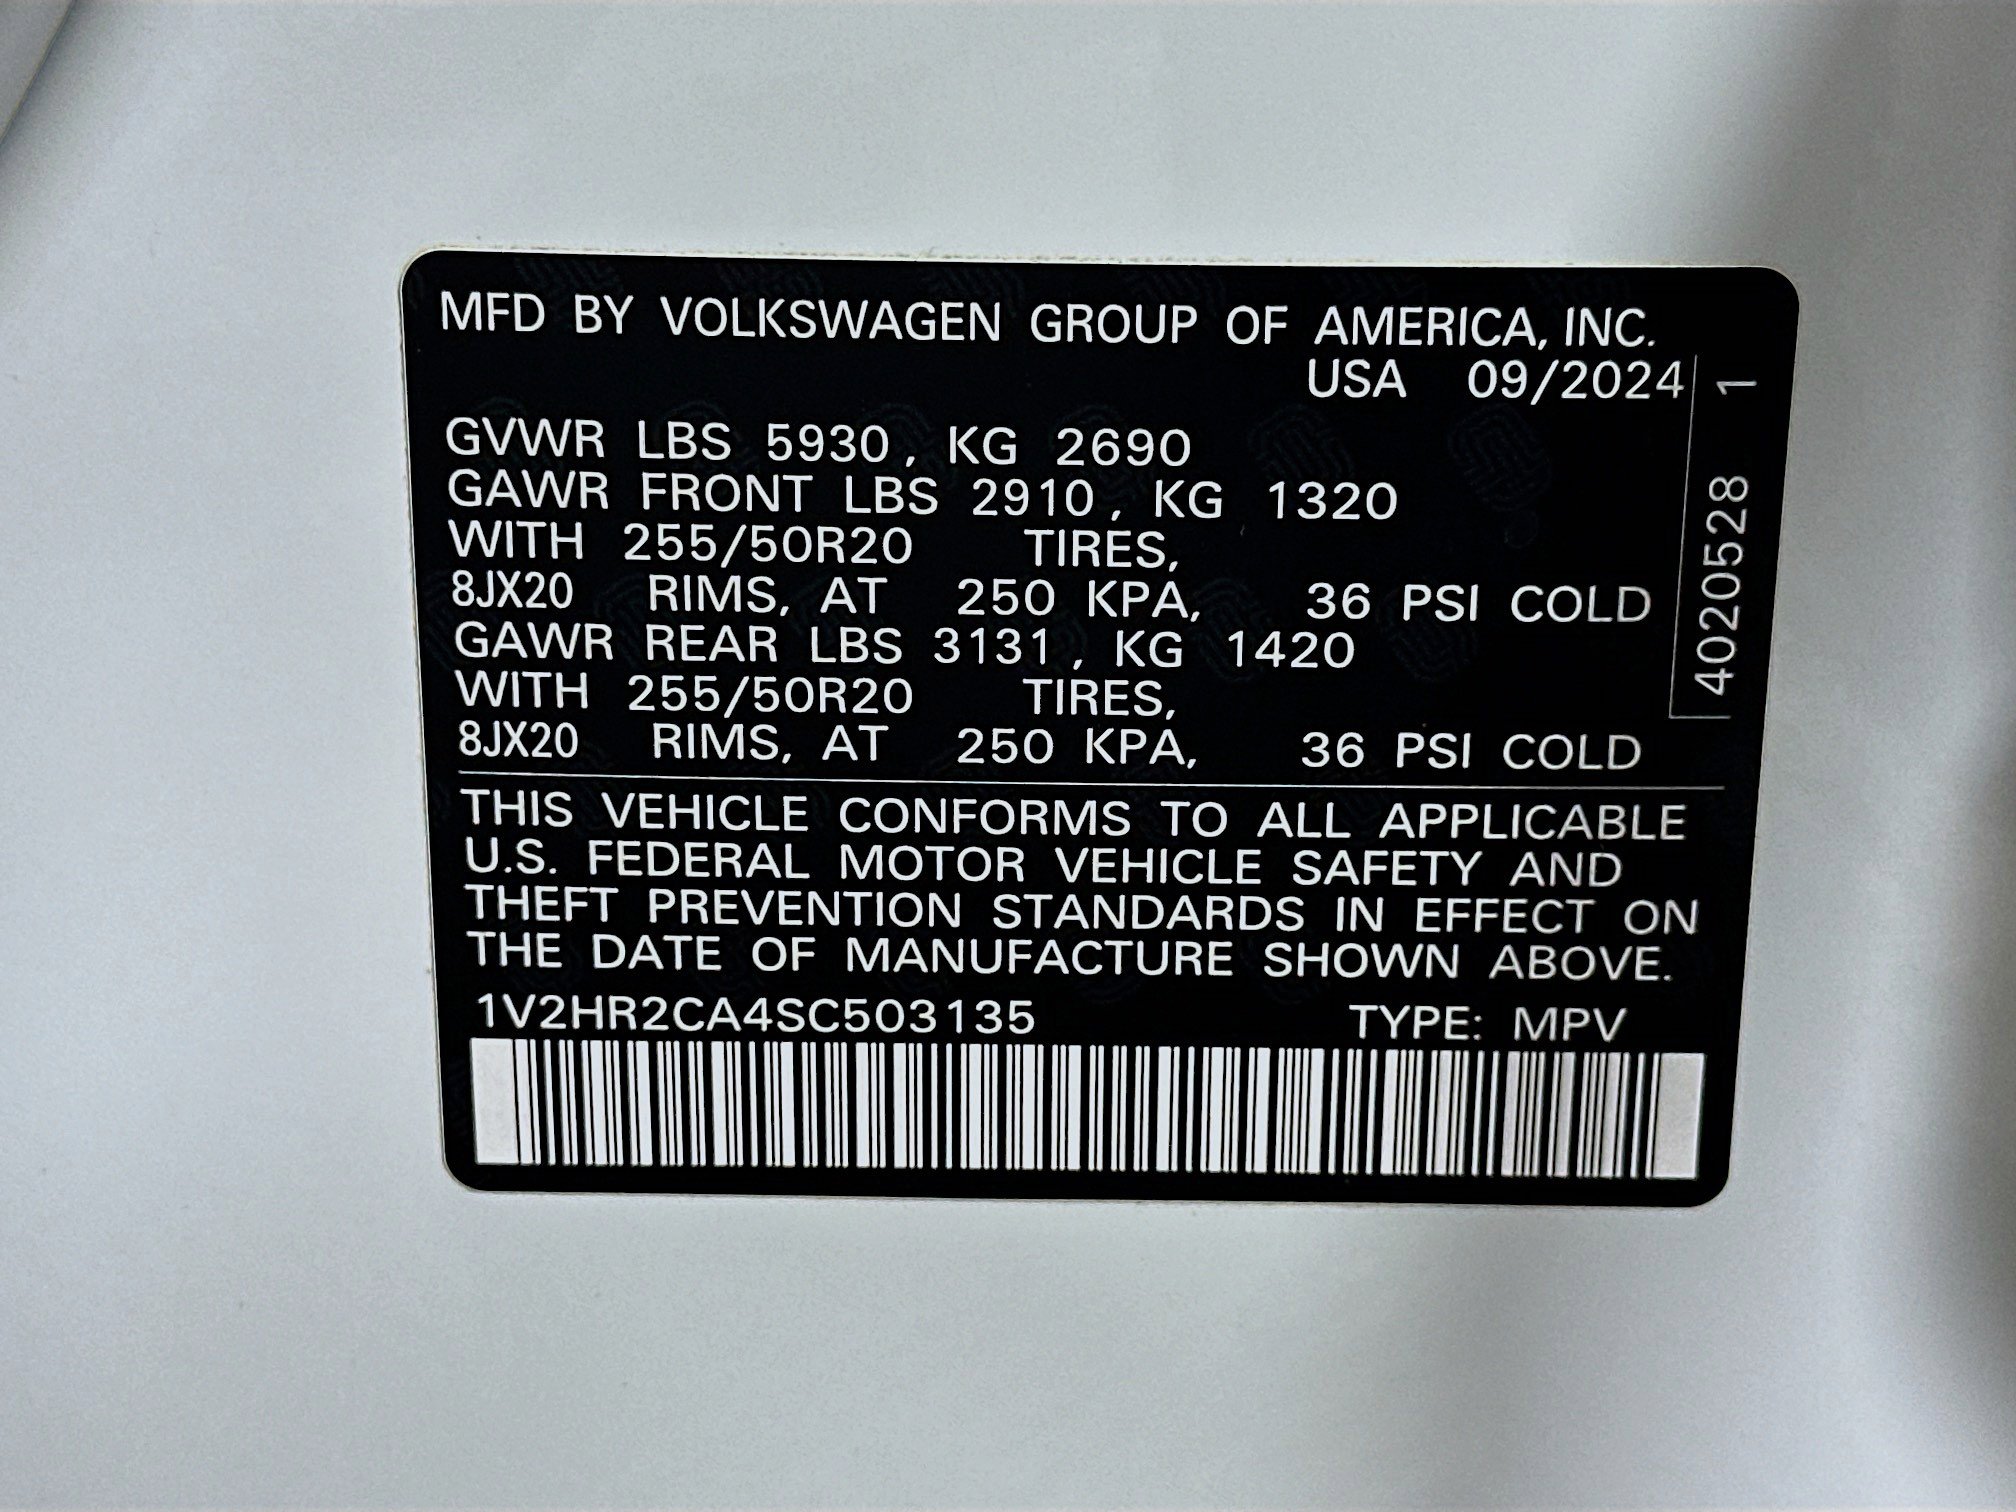 MFD BY VOLKSWAGEN GROUP OF AMERICA, INC.
USA 09/2024
GVWR LBS 5930, KG 2690
GAWR FRONT LBS 2910, KG 1320
WITH 255/50R20 TIRES,
8JX20 RIMS, AT 250 KPA, 36 PSI COLD
GAWR REAR LBS 3131, KG 1420
WITH 255/50R20 TIRES,
8JX20 RIMS, AT 250 KPA, 36 PSI COLD
THIS VEHICLE CONFORMS TO ALL APPLICABLE
U.S. FEDERAL MOTOR VEHICLE SAFETY AND
THEFT PREVENTION STANDARDS IN EFFECT ON
THE DATE OF MANUFACTURE SHOWN ABOVE.
1V2HR2CA4SC503135 TYPE: MPV
4020528 1